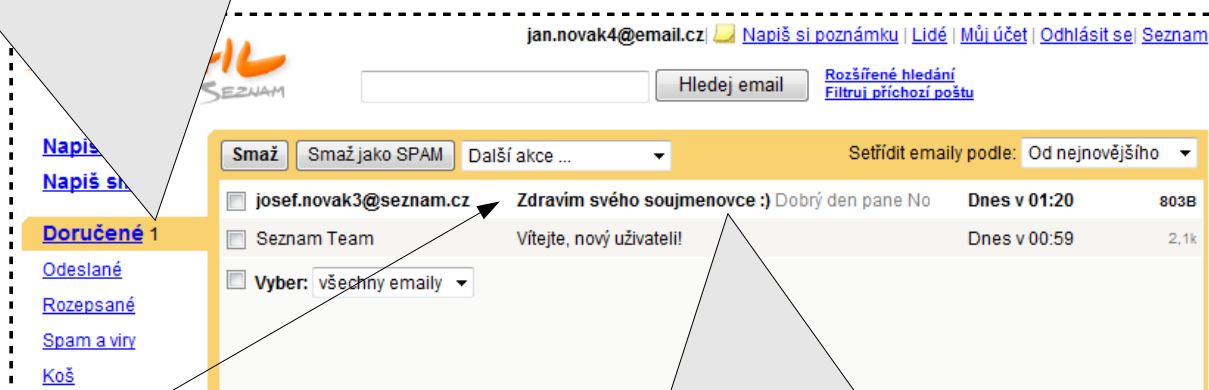 jan.novak4@email.cz| Napiš si poznámku | Lidé | Můj účet | Odhlásit se| Seznam
SEZNAM
Hledej email
Rozšířené hledání
Filtruj příchozí poštu
Smaž Smaž jako SPAM Další akce ... Setřídit emaily podle: Od nejnovějšího
Napiš
josef.novak3@seznam.cz Zdravím svého soujmenovce :) Dobrý den pane No Dnes v 01:20 803B
Doručené 1
Seznam Team Vítejte, nový uživateli! Dnes v 00:59 2,1k
Odeslané
Vyber: všechny emaily
Rozepsané
Spam a viry
Koš